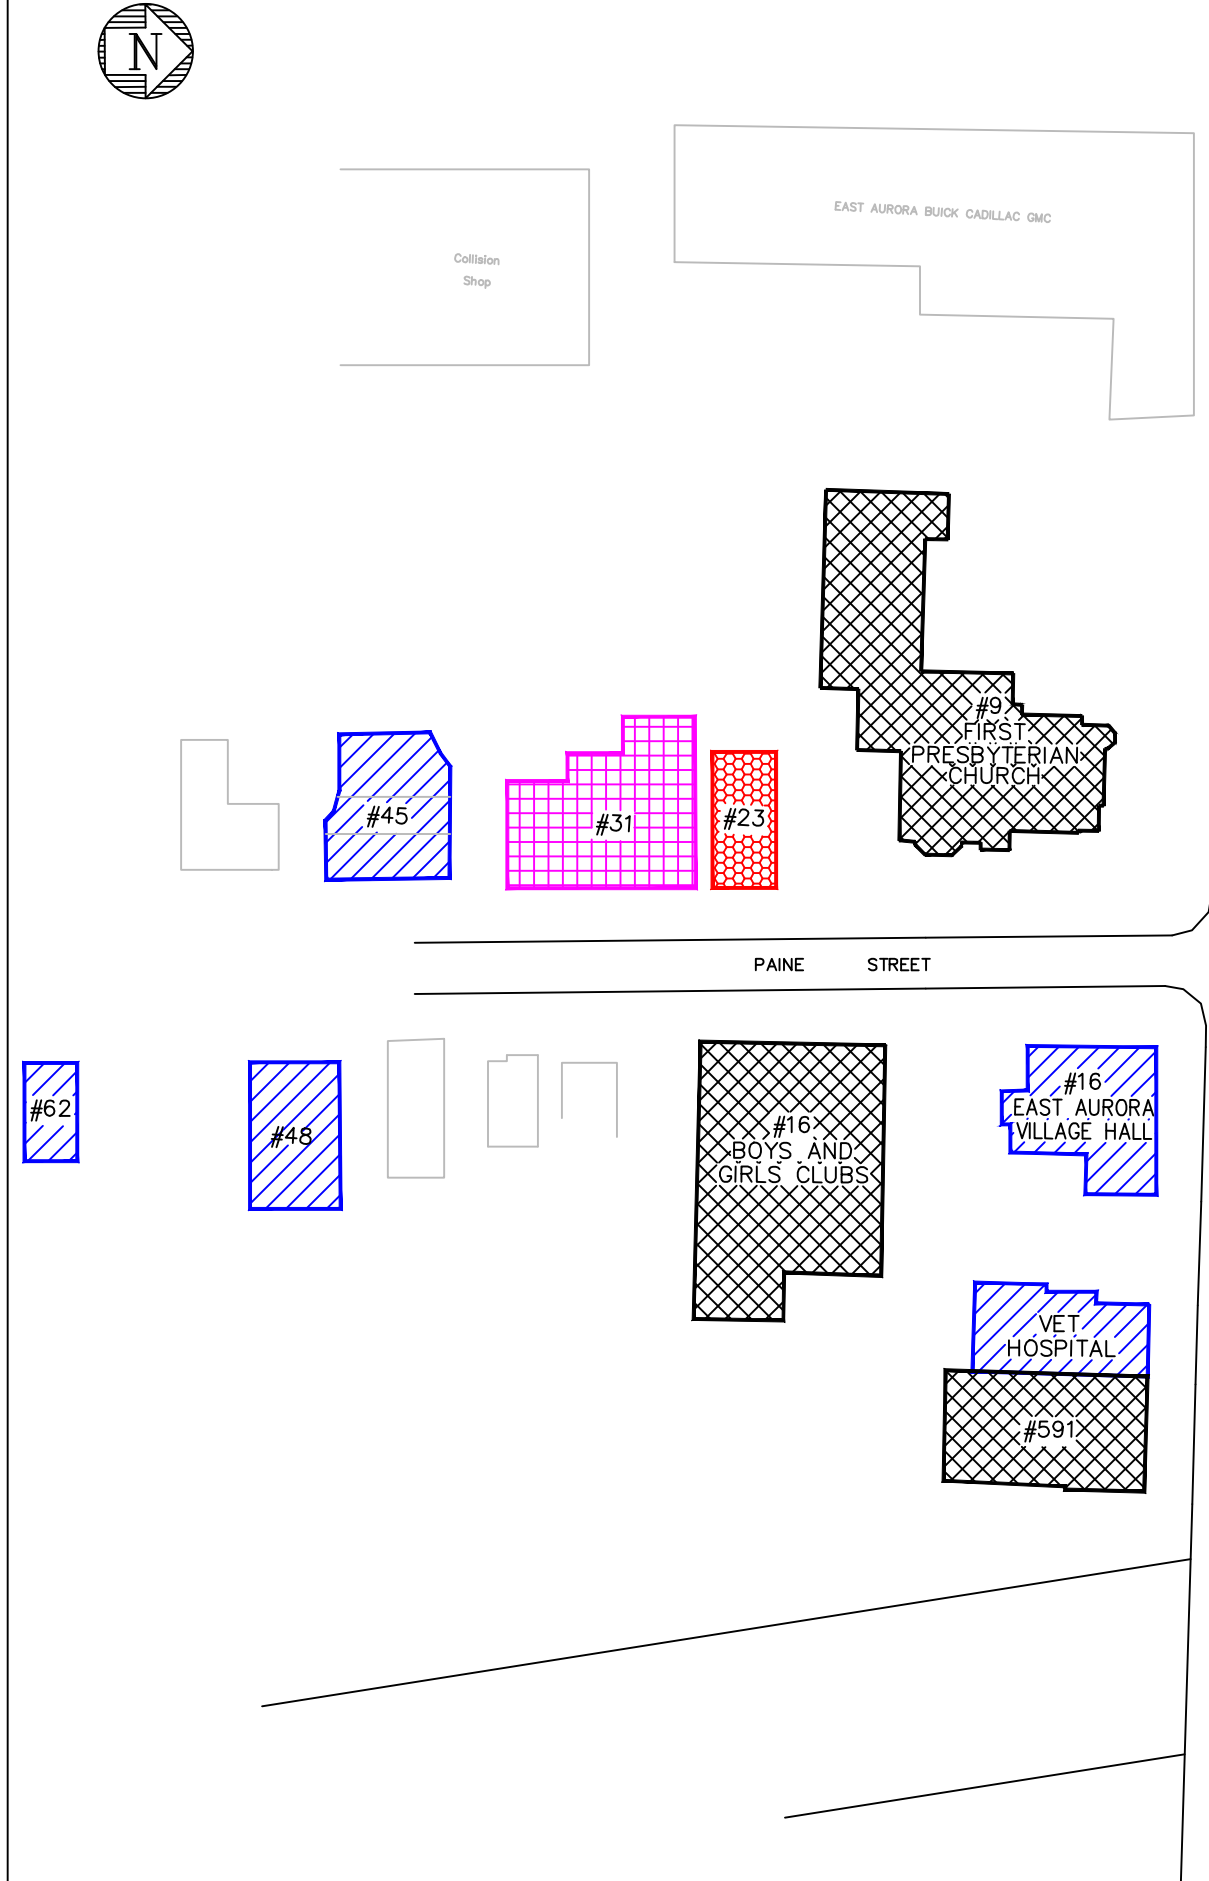 N
EAST AURORA BUICK CADILLAC GMC
Collision
Shop
#9
FIRST
PRESBYTERIAN
CHURCH
#45
#31
#23
PAINE STREET
#62
#48
#16
BOYS AND
GIRLS CLUBS
#16
EAST AURORA
VILLAGE HALL
VET
HOSPITAL
#591